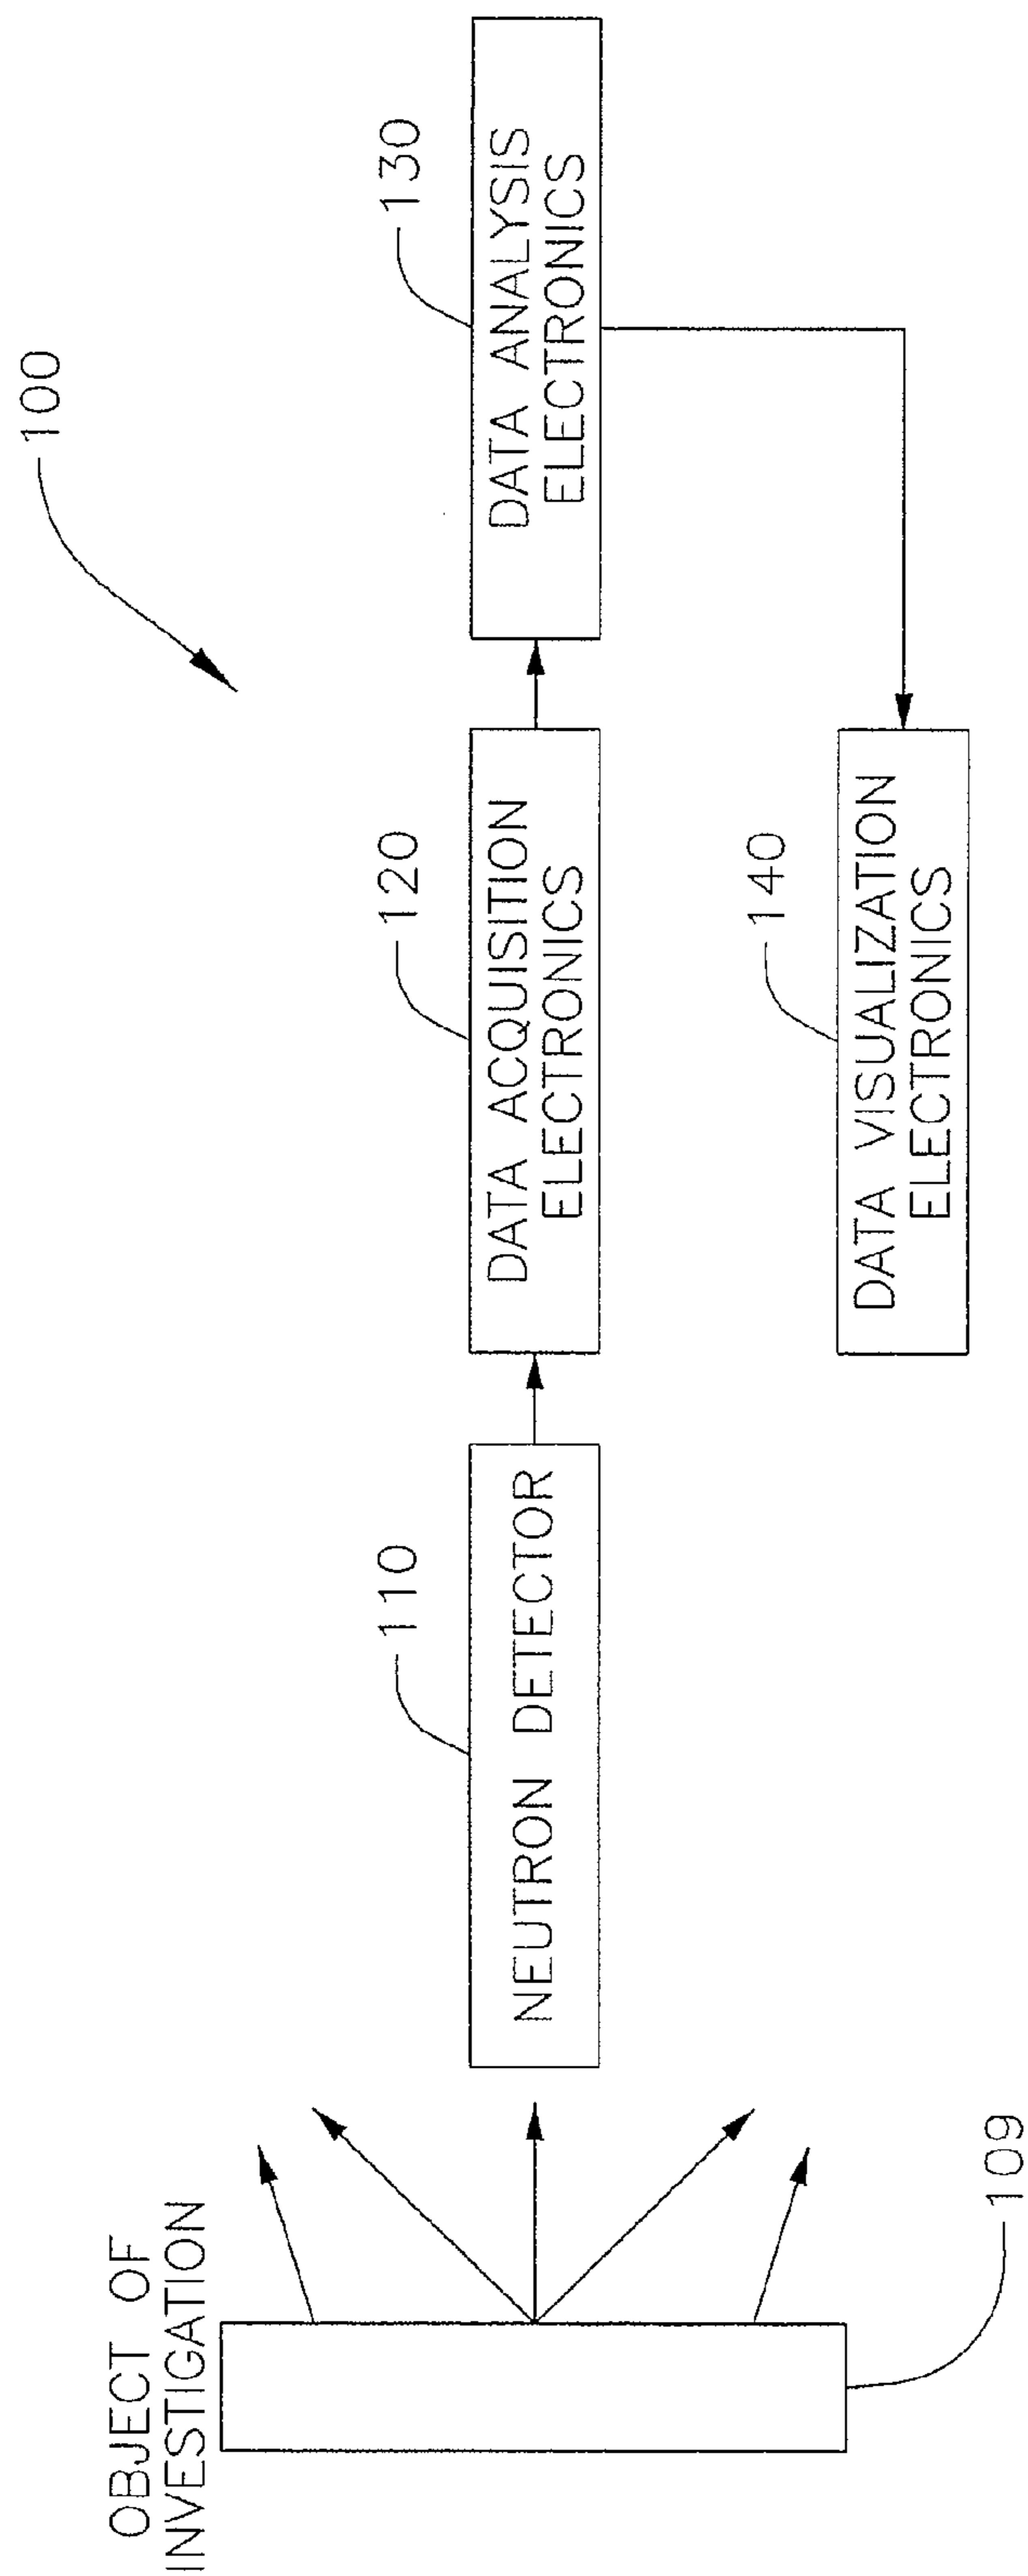 100
OBJECT OF
INVESTIGATION
109
110
NEUTRON DETECTOR
120
DATA ACQUISITION
ELECTRONICS
130
DATA ANALYSIS
ELECTRONICS
140
DATA VISUALIZATION
ELECTRONICS